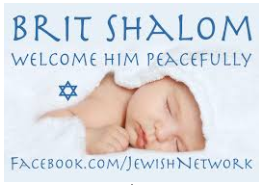 BRIT SHALOM
WELCOME HIM PEACEFULLY
FACEBOOK.COM/JEWISHNETWORK